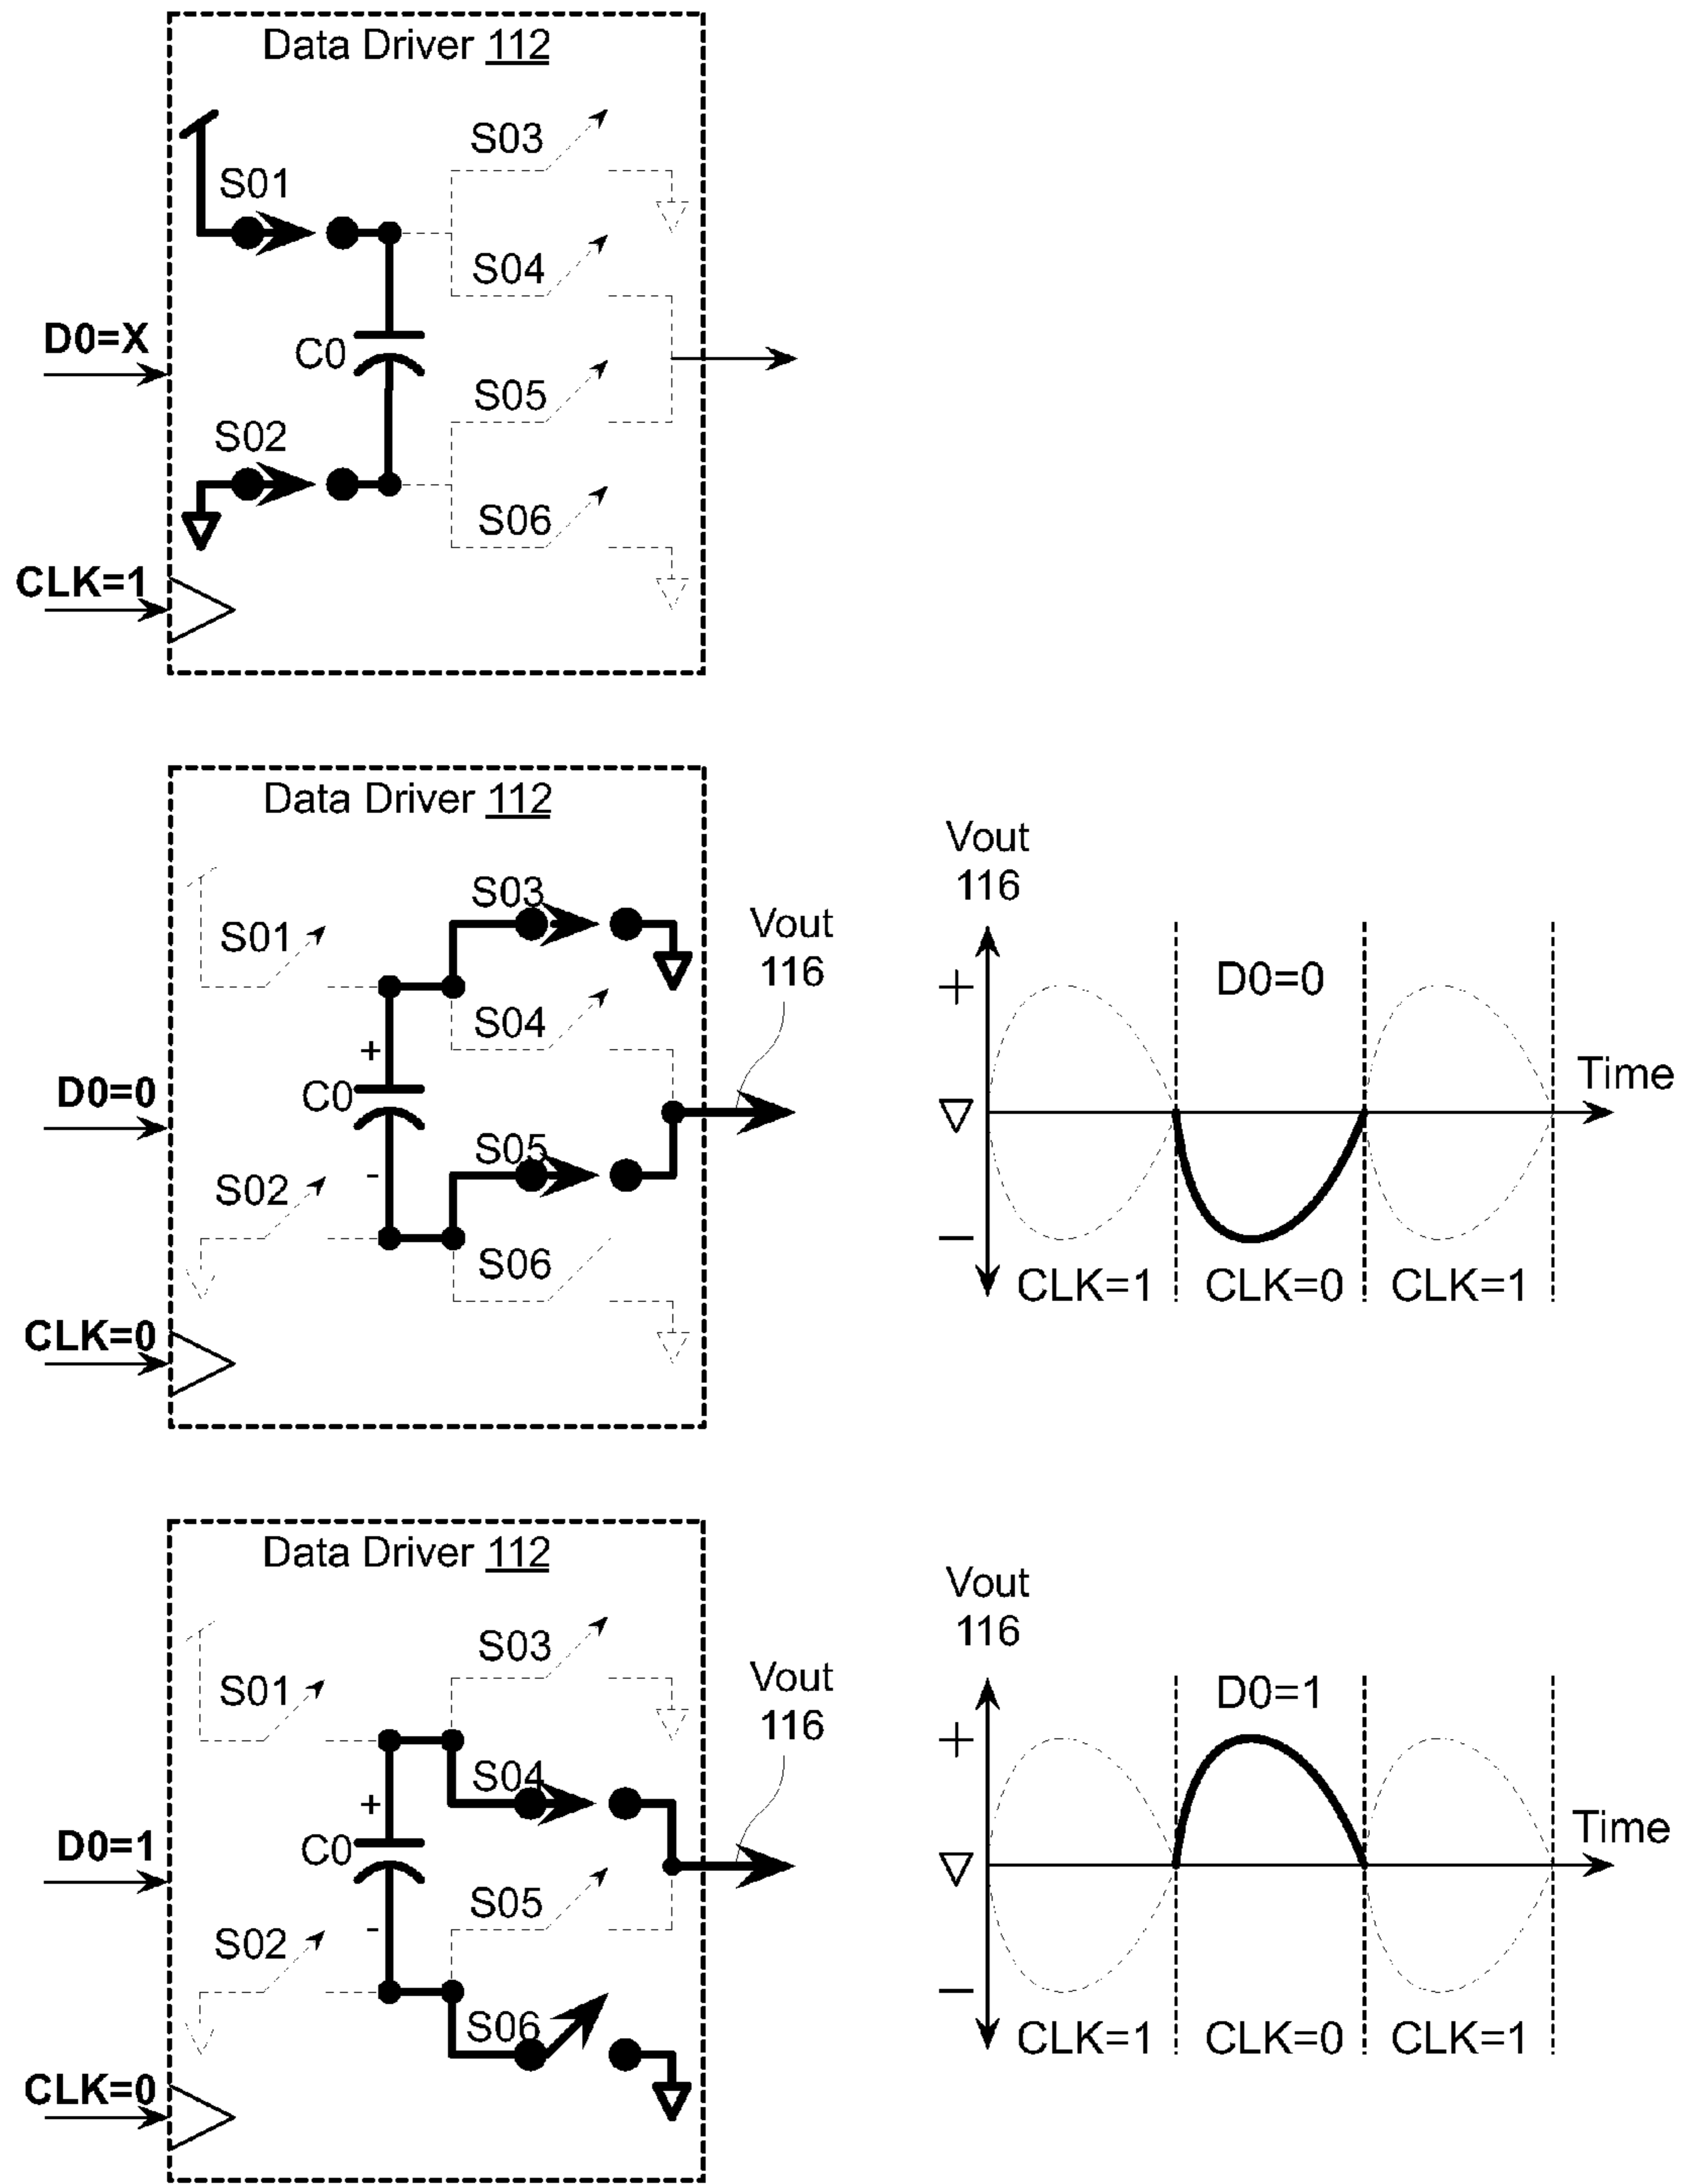 Data Driver 112
S03
S01
S04
D0=X
C0
S05
S02
S06
CLK=1
Data Driver 112
Vout
116
S03
S01
Vout
116
+
D0=0
S04
+
Time
D0=0
C0
S05
-
S02
−
S06
CLK=1 CLK=0 CLK=1
CLK=0
Data Driver 112
Vout
116
S03
S01
Vout
116
D0=1
+
S04
+
Time
D0=1
C0
S05
-
S02
−
S06
CLK=1 CLK=0 CLK=1
CLK=0